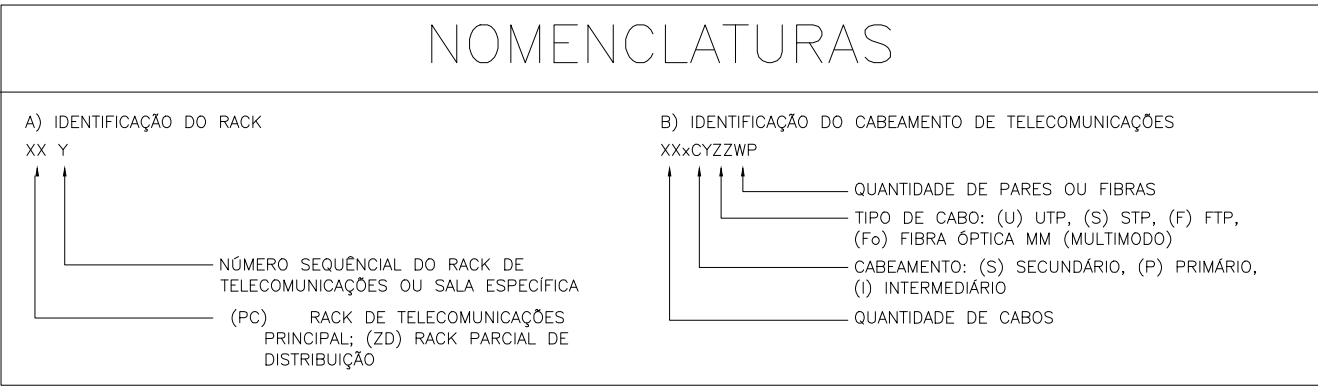 NOMENCLATURAS
A) IDENTIFICAÇÃO DO RACK
XX Y
NÚMERO SEQUÊNCIAL DO RACK DE
TELECOMUNICAÇÕES OU SALA ESPECÍFICA
(PC) RACK DE TELECOMUNICAÇÕES
PRINCIPAL; (ZD) RACK PARCIAL DE
DISTRIBUIÇÃO
B) IDENTIFICAÇÃO DO CABEAMENTO DE TELECOMUNICAÇÕES
XXxCYZZWP
QUANTIDADE DE PARES OU FIBRAS
TIPO DE CABO: (U) UTP, (S) STP, (F) FTP,
(Fo) FIBRA ÓPTICA MM (MULTIMODO)
CABEAMENTO: (S) SECUNDÁRIO, (P) PRIMÁRIO,
(I) INTERMEDIÁRIO
QUANTIDADE DE CABOS